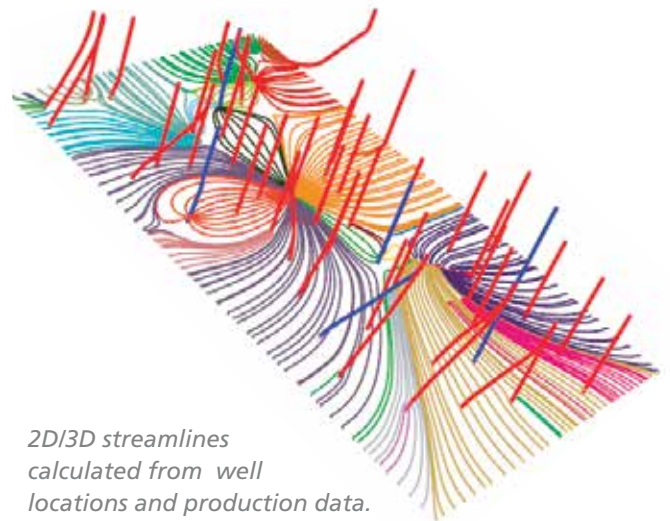 2D/3D streamlines
calculated from well
locations and production data.